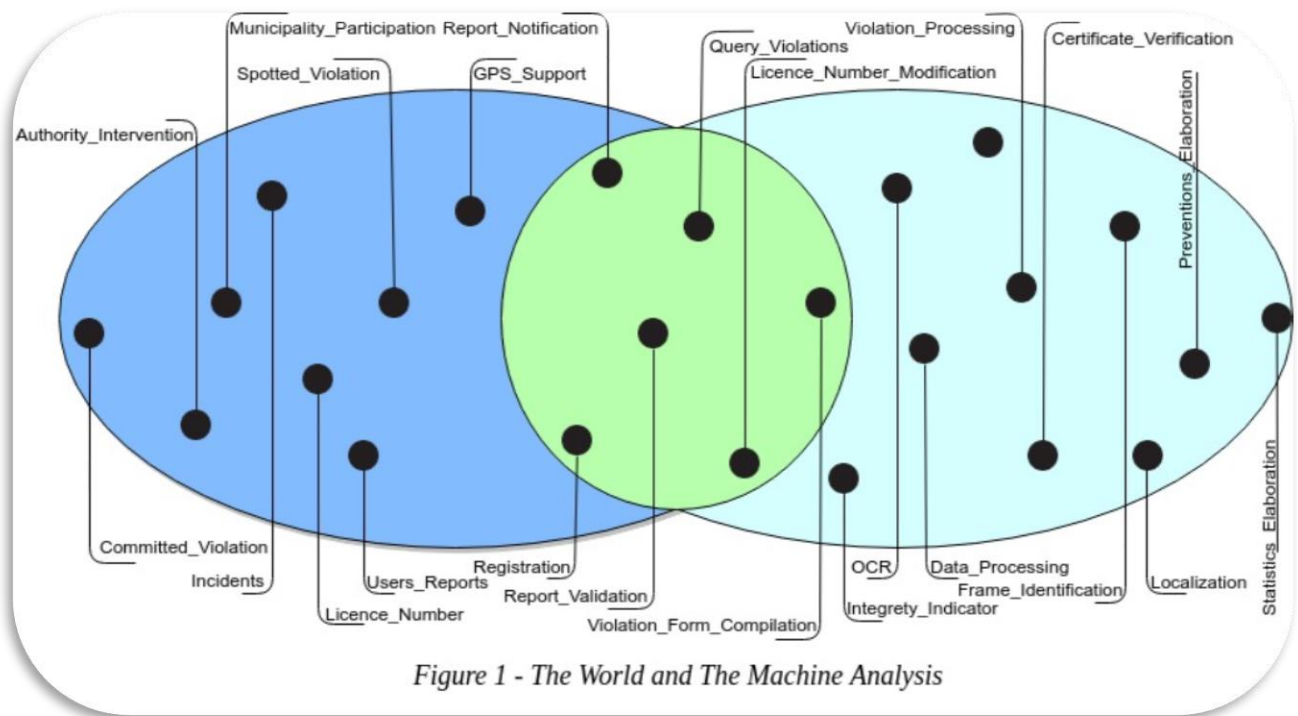 Municipality_Participation
Report_Notification
Violation_Processing
Certificate_Verification
Query_Violations
Spotted_Violation
GPS_Support
Licence_Number_Modification
Authority_Intervention
Preventions_Elaboration
Committed_Violation
Incidents
Users_Reports
Licence_Number
Registration
Report_Validation
Violation_Form_Compilation
OCR
Data_Processing
Frame_Identification
Integrety_Indicator
Localization
Statistics_Elaboration
Figure 1 - The World and The Machine Analysis